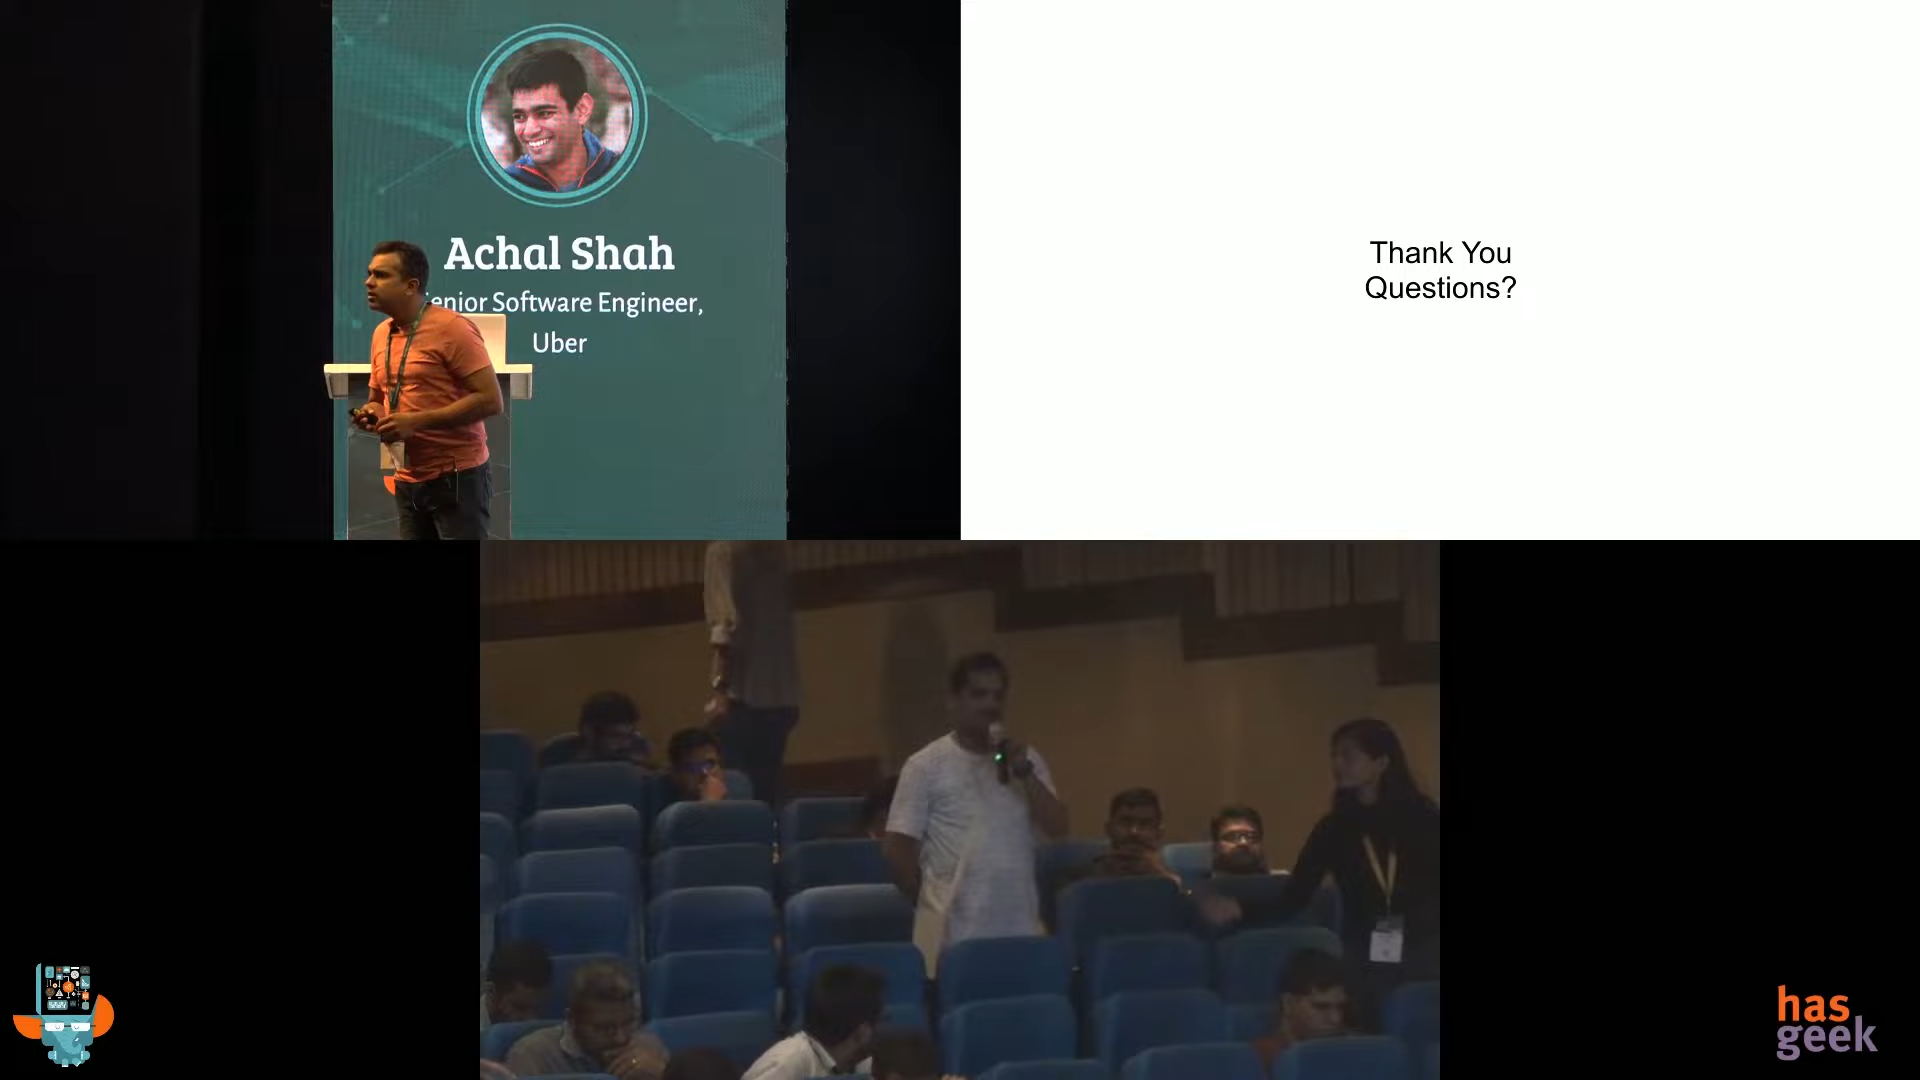 Achal Shah
enior Software Engineer,
Uber
Thank You
Questions?
has
geek